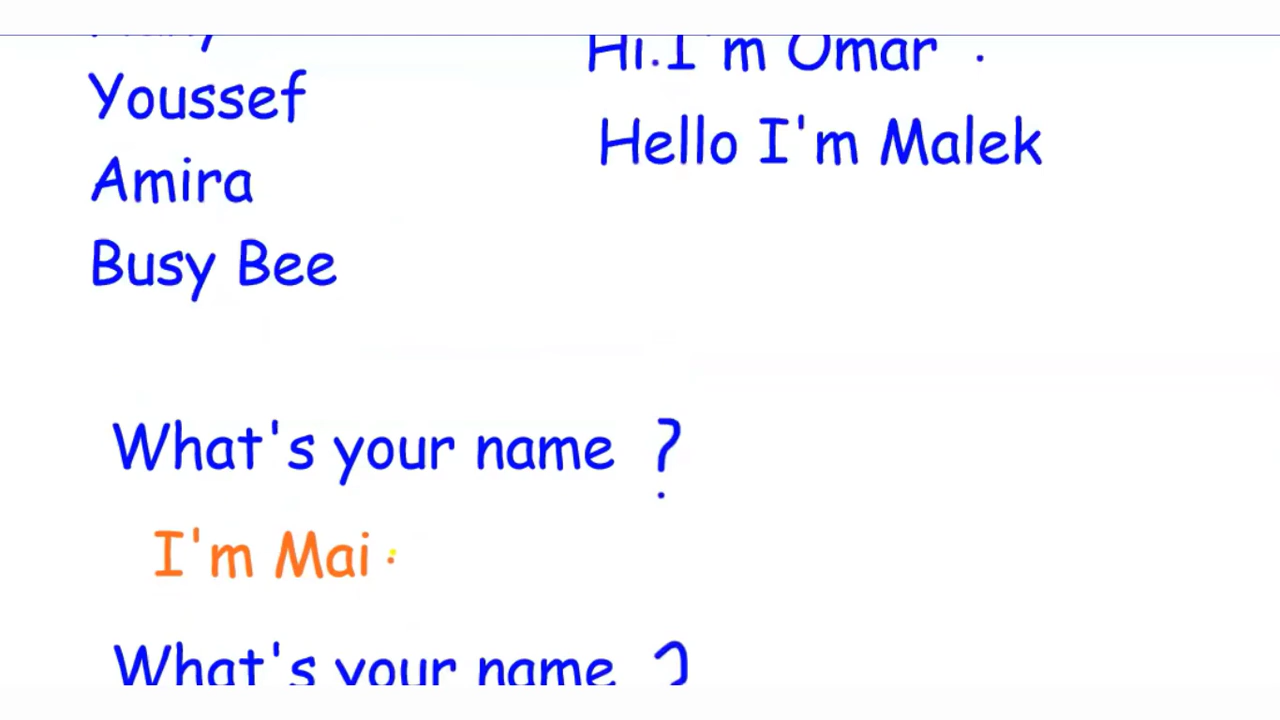 Youssef
Amira
Busy Bee
Hi.I'm Omar .
Hello I'm Malek
What's your name ?
I'm Mai .
What's your name ?